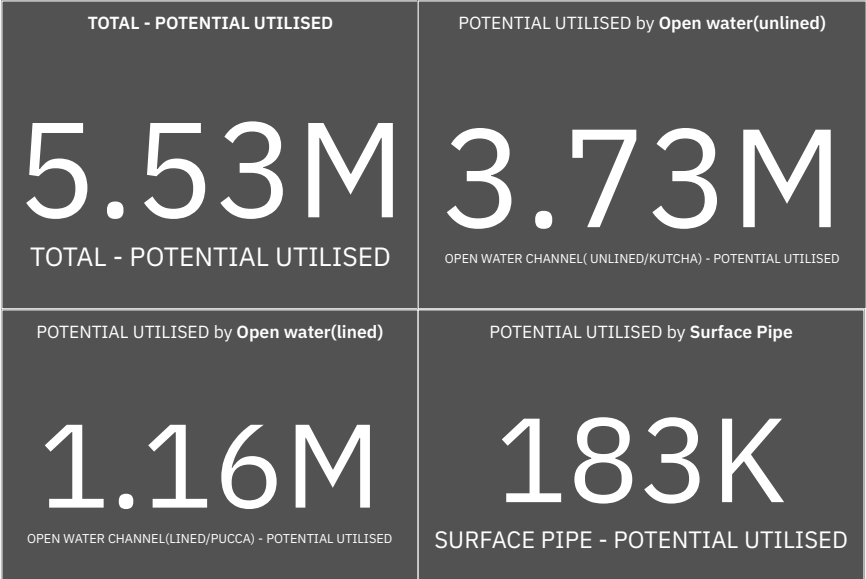 TOTAL - POTENTIAL UTILISED
5.53M
TOTAL - POTENTIAL UTILISED
POTENTIAL UTILISED by Open water(unlined)
3.73M
OPEN WATER CHANNEL( UNLINED/KUTCHA) - POTENTIAL UTILISED
POTENTIAL UTILISED by Open water(lined)
1.16M
OPEN WATER CHANNEL(LINED/PUCCA) - POTENTIAL UTILISED
POTENTIAL UTILISED by Surface Pipe
183K
SURFACE PIPE - POTENTIAL UTILISED